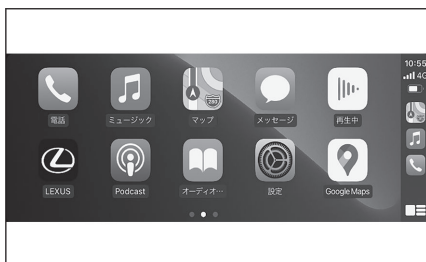 10:55
4G
280
電話
ミュージック
マップ
メッセージ
再生中
LEXUS
Podcast
オーディオ…
設定
Google Maps